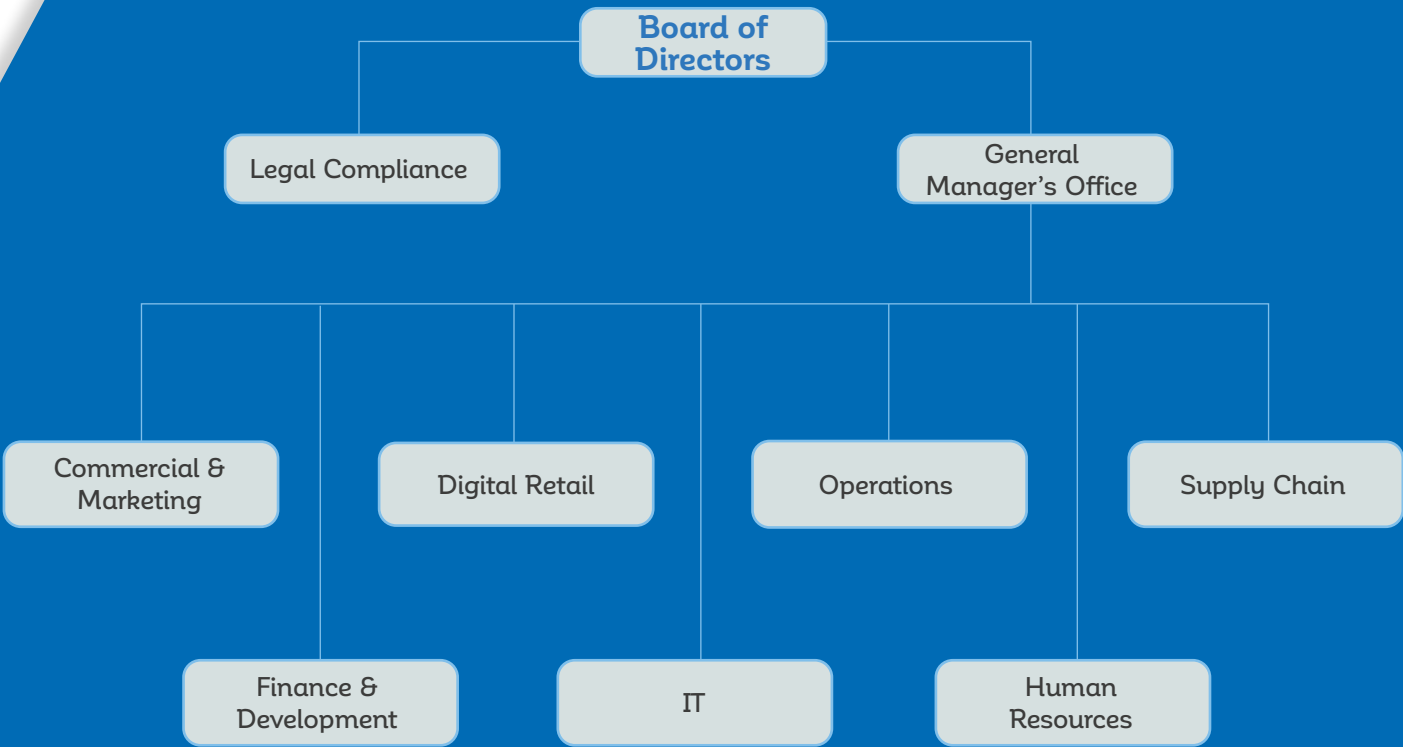 Board of
Directors
Legal Compliance
General
Manager’s Office
Commercial &
Marketing
Digital Retail
Operations
Supply Chain
Finance &
Development
IT
Human
Resources